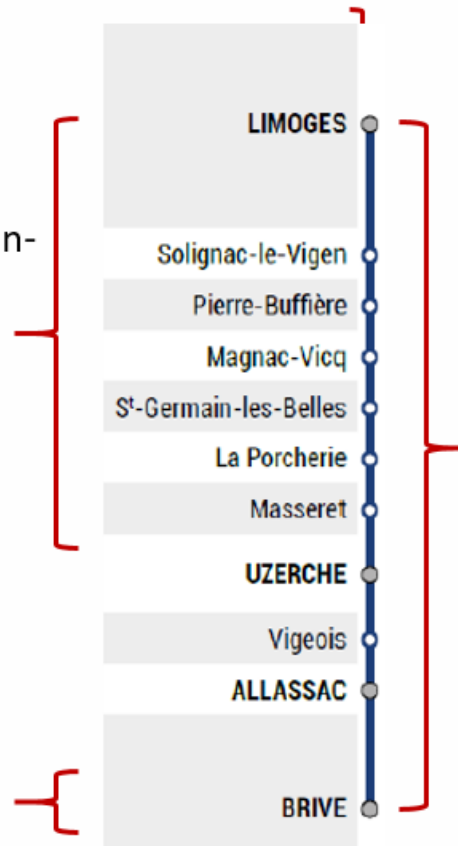 LIMOGES
n-
Solignac-le-Vigen
Pierre-Buffière
Magnac-Vicq
Sᵗ-Germain-les-Belles
La Porcherie
Masseret
UZERCHE
Vigeois
ALLASSAC
BRIVE